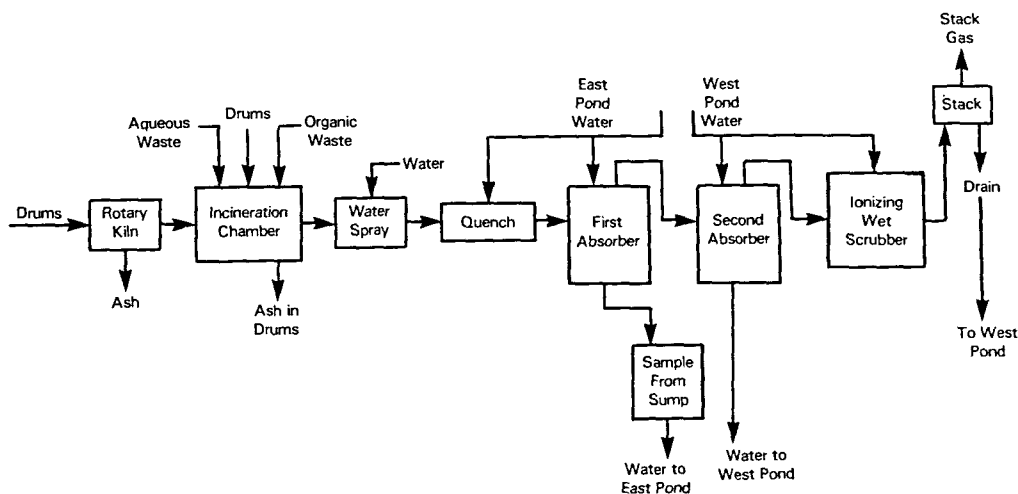 Stack
Gas
Stack
East
Pond
Water
West
Pond
Water
Drums
Aqueous
Waste
Organic
Waste
Water
Drain
Drums
Rotary
Kiln
Incineration
Chamber
Water
Spray
Quench
First
Absorber
Second
Absorber
Ionizing
Wet
Scrubber
Ash
Ash in
Drums
To West
Pond
Sample
From
Sump
Water to
East Pond
Water to
West Pond